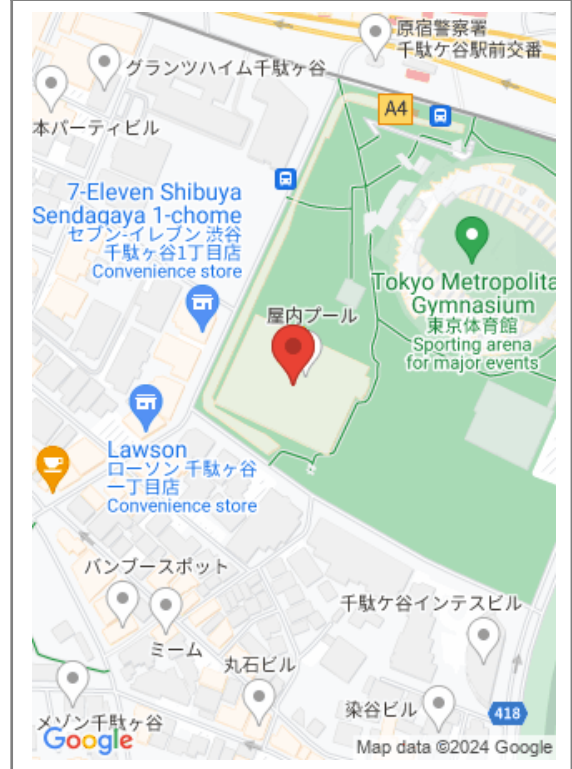 原宿警察署
千駄ケ谷駅前交番
グランツハイム千駄ヶ谷
A4
本パーティビル
7-Eleven Shibuya
Sendagaya 1-chome
セブン-イレブン 渋谷
千駄ヶ谷1丁目店
Convenience store
Tokyo Metropolita
Gymnasium
東京体育館
Sporting arena
for major events
屋内プール
Lawson
ローソン 千駄ヶ谷
一丁目店
Convenience store
バンブースポット
千駄ケ谷インテスビル
ミーム
丸石ビル
染谷ビル
418
メゾン千駄ヶ谷
Google
Map data ©2024 Google